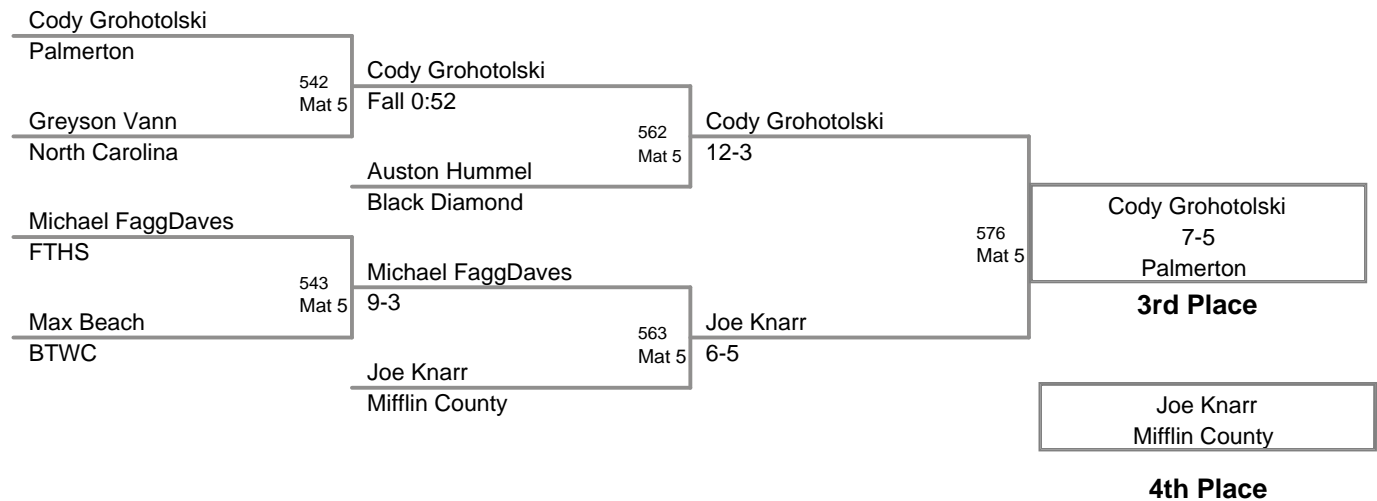 Cody Grohotolski
Palmerton
542
Mat 5
Greyson Vann
North Carolina
Michael FaggDaves
FTHS
543
Mat 5
Max Beach
BTWC
Cody Grohotolski
Fall 0:52
562
Mat 5
Auston Hummel
Black Diamond
Michael FaggDaves
9-3
563
Mat 5
Joe Knarr
Mifflin County
Cody Grohotolski
12-3
576
Mat 5
Joe Knarr
6-5
Cody Grohotolski
7-5
Palmerton
3rd Place
Joe Knarr
Mifflin County
4th Place